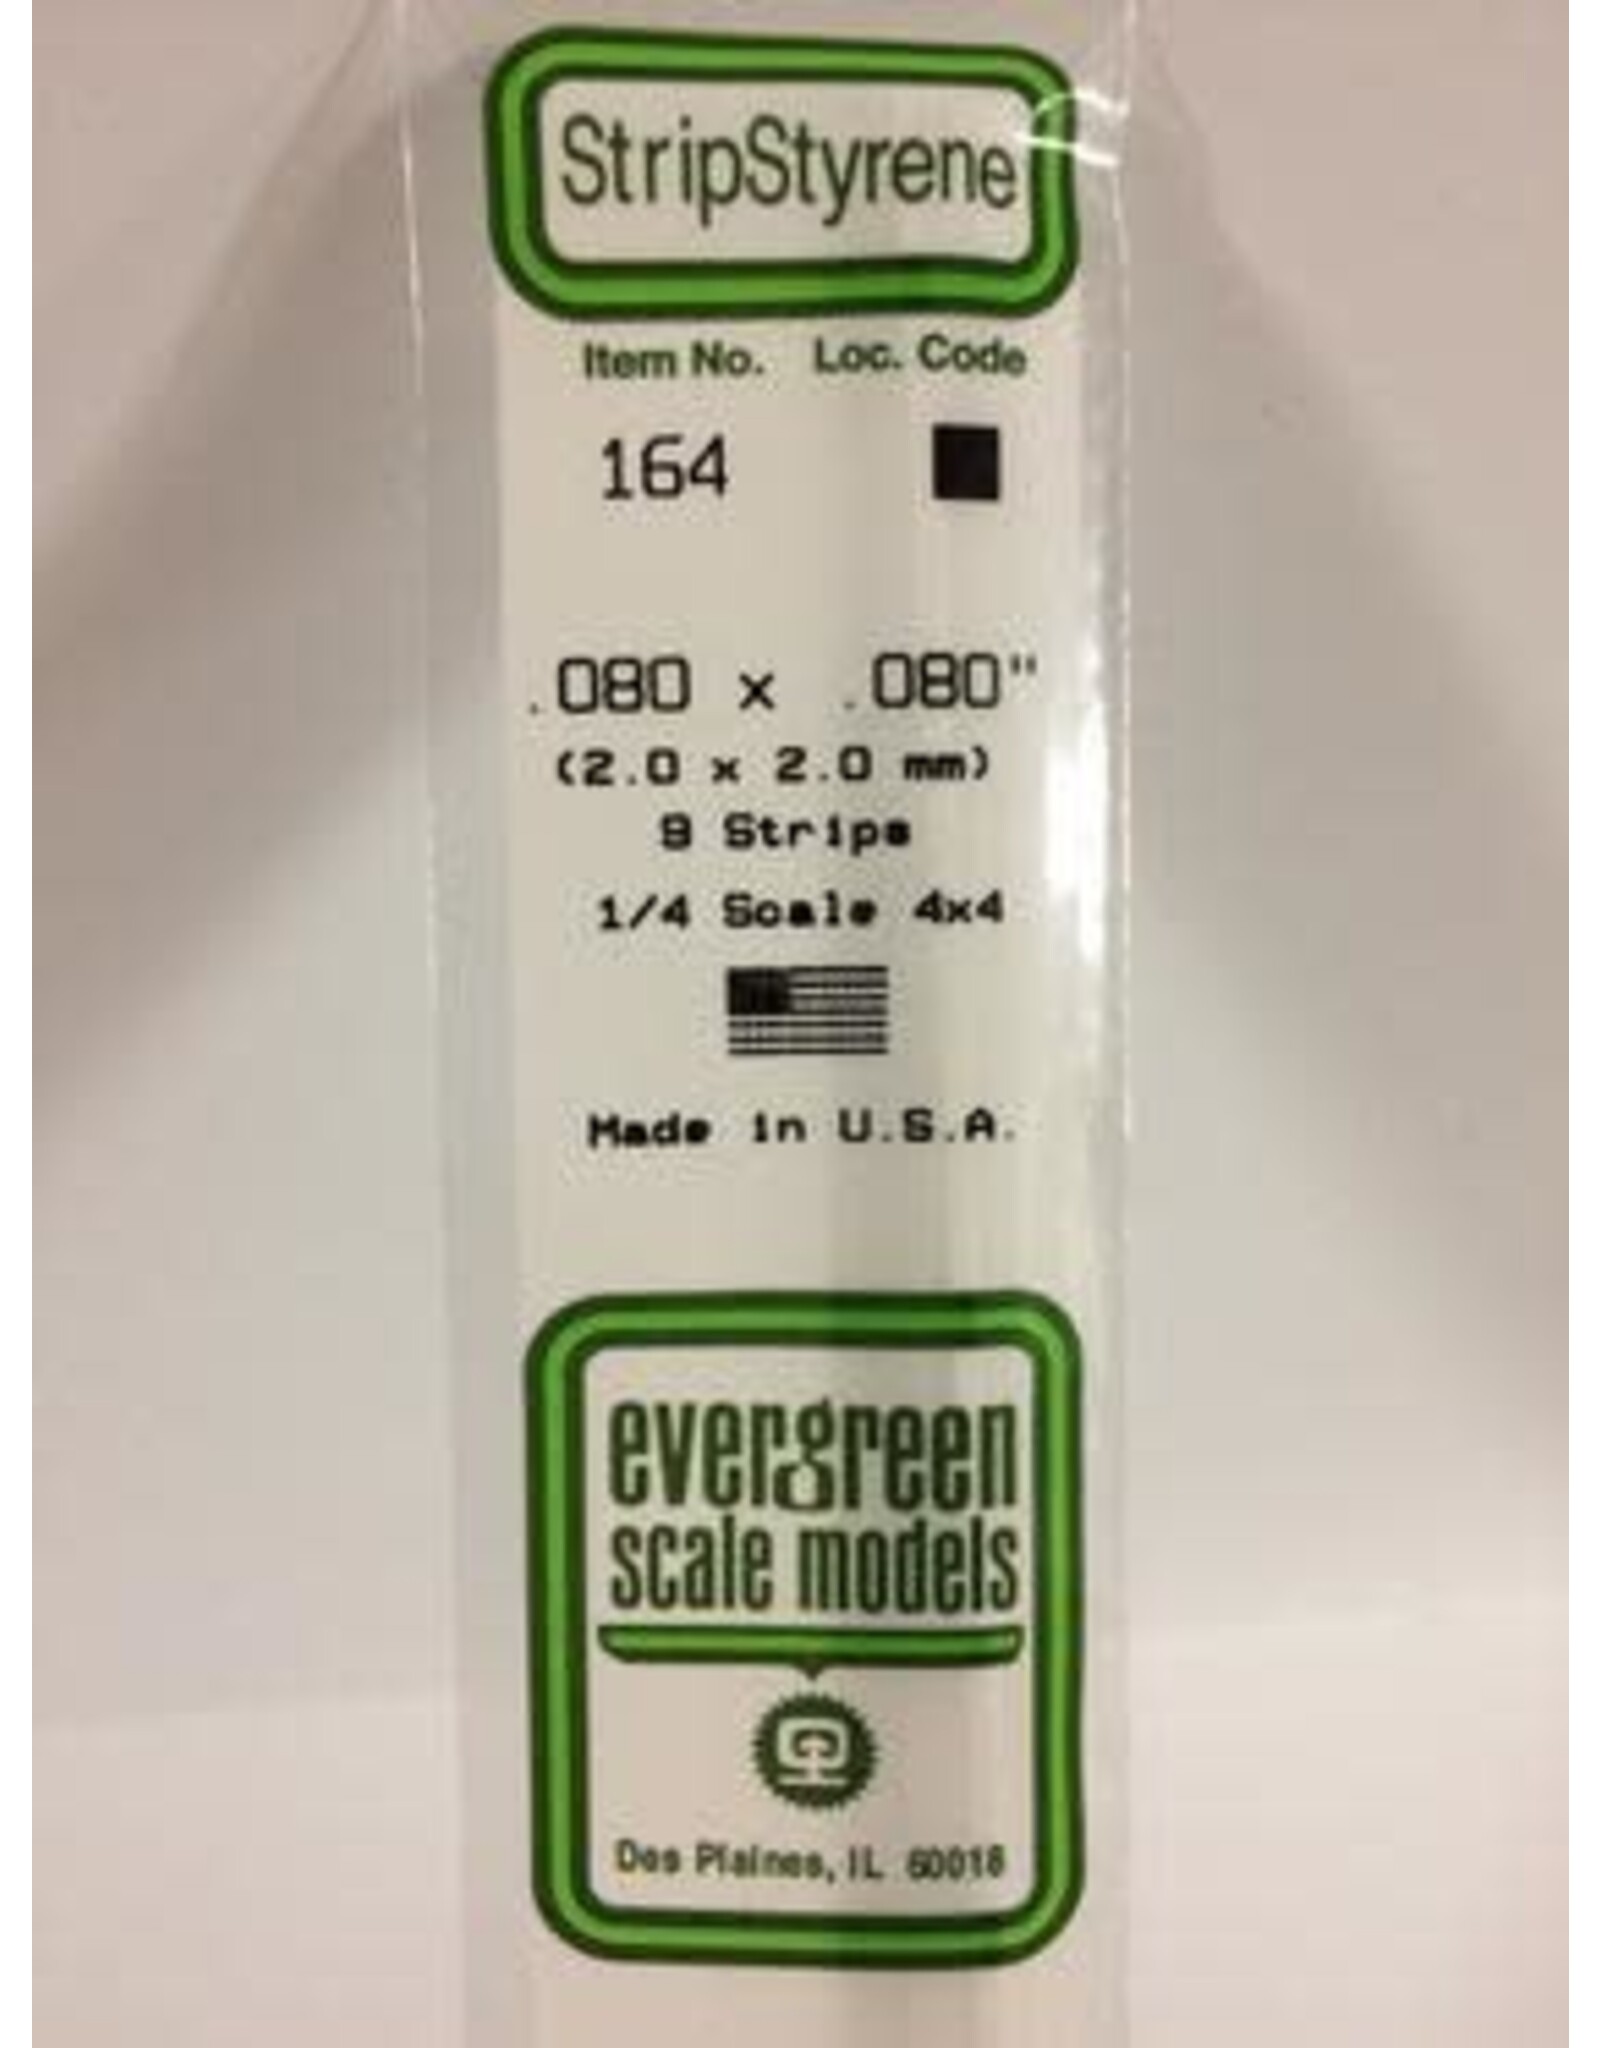 StripStyrene
Item No. Loc. Code
164
.080 x .080"
(2.0 x 2.0 mm)
9 Strips
1/4 Scale 4x4
Made in U.S.A.
evergreen
scale models
Des Plaines, IL 60018